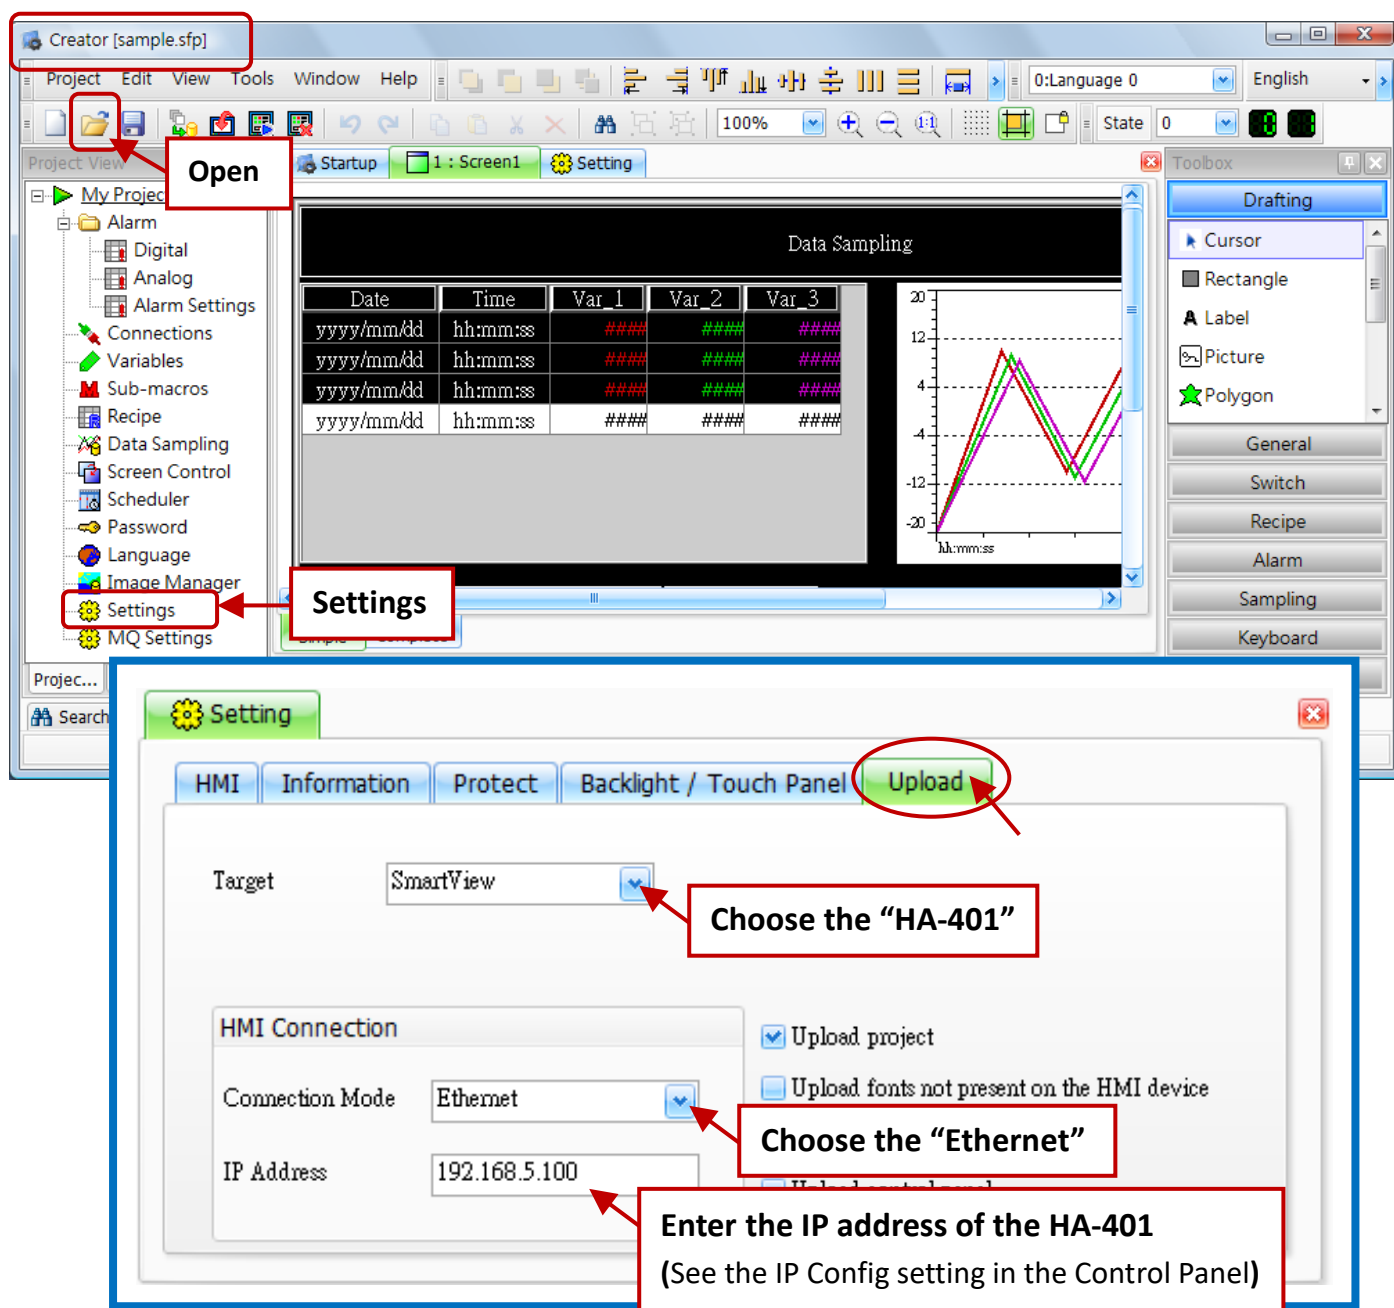 Creator [sample.sfp]
Project Edit View Tools Window Help
0:Language 0
English
100%
1:1
State 0
Project View
Open
Startup
1 : Screen1
Setting
Toolbox
My Projec
Alarm
Digital
Analog
Alarm Settings
Connections
Variables
Sub-macros
Recipe
Data Sampling
Screen Control
Scheduler
Password
Language
Image Manager
Settings
MQ Settings
Projec...
Search
Settings
Data Sampling
Date Time Var_1 Var_2 Var_3
yyyy/mm/dd hh:mm:ss #### #### ####
yyyy/mm/dd hh:mm:ss #### #### ####
yyyy/mm/dd hh:mm:ss #### #### ####
yyyy/mm/dd hh:mm:ss #### #### ####
20
12
4
-4
-12
-20
hh:mm:ss
Drafting
Cursor
Rectangle
A Label
Picture
Polygon
General
Switch
Recipe
Alarm
Sampling
Keyboard
Setting
HMI Information Protect Backlight / Touch Panel Upload
Target SmartView
Choose the “HA-401”
HMI Connection
Connection Mode Ethernet
IP Address 192.168.5.100
Upload project
Upload fonts not present on the HMI device
Choose the “Ethernet”
Enter the IP address of the HA-401
(See the IP Config setting in the Control Panel)